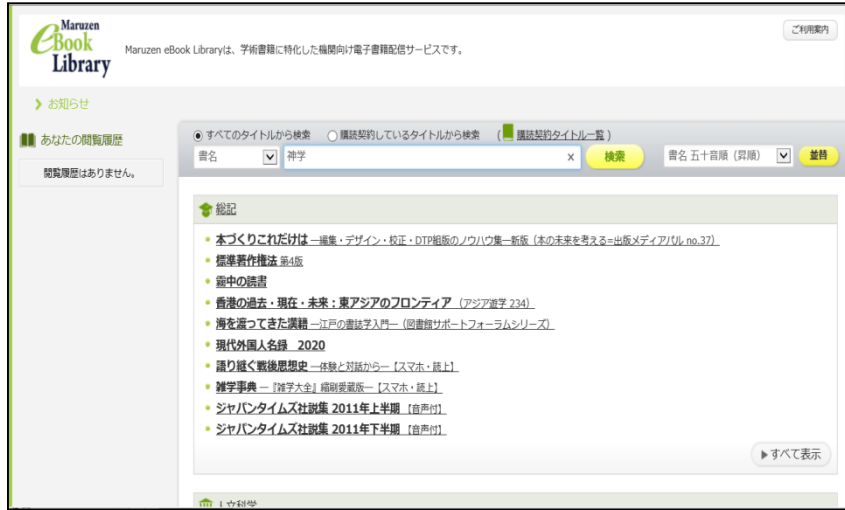 Maruzen
eBook
Library
Maruzen eBook Libraryは、学術書籍に特化した機関向け電子書籍配信サービスです。
ご利用案内
お知らせ
あなたの閲覧履歴
閲覧履歴はありません。
すべてのタイトルから検索 購読契約しているタイトルから検索 ( 購読契約タイトル一覧 )
書名 神学 x 検索 書名 五十音順（昇順） 並替
総記
本づくりこれだけは ―編集・デザイン・校正・DTP組版のノウハウ集―新版（本の未来を考える=出版メディアパル no.37）
標準著作権法 第4版
霧中の読書
香港の過去・現在・未来：東アジアのフロンティア （アジア遊学 234）
海を渡ってきた漢籍 ―江戸の書誌学入門―（図書館サポートフォーラムシリーズ）
現代外国人名録 2020
語り継ぐ戦後思想史 ―体験と対話から―【スマホ・読上】
雑学事典 ―『雑学大全』縮刷愛蔵版―【スマホ・読上】
ジャパンタイムズ社説集 2011年上半期【音声付】
ジャパンタイムズ社説集 2011年下半期【音声付】
すべて表示
人文科学